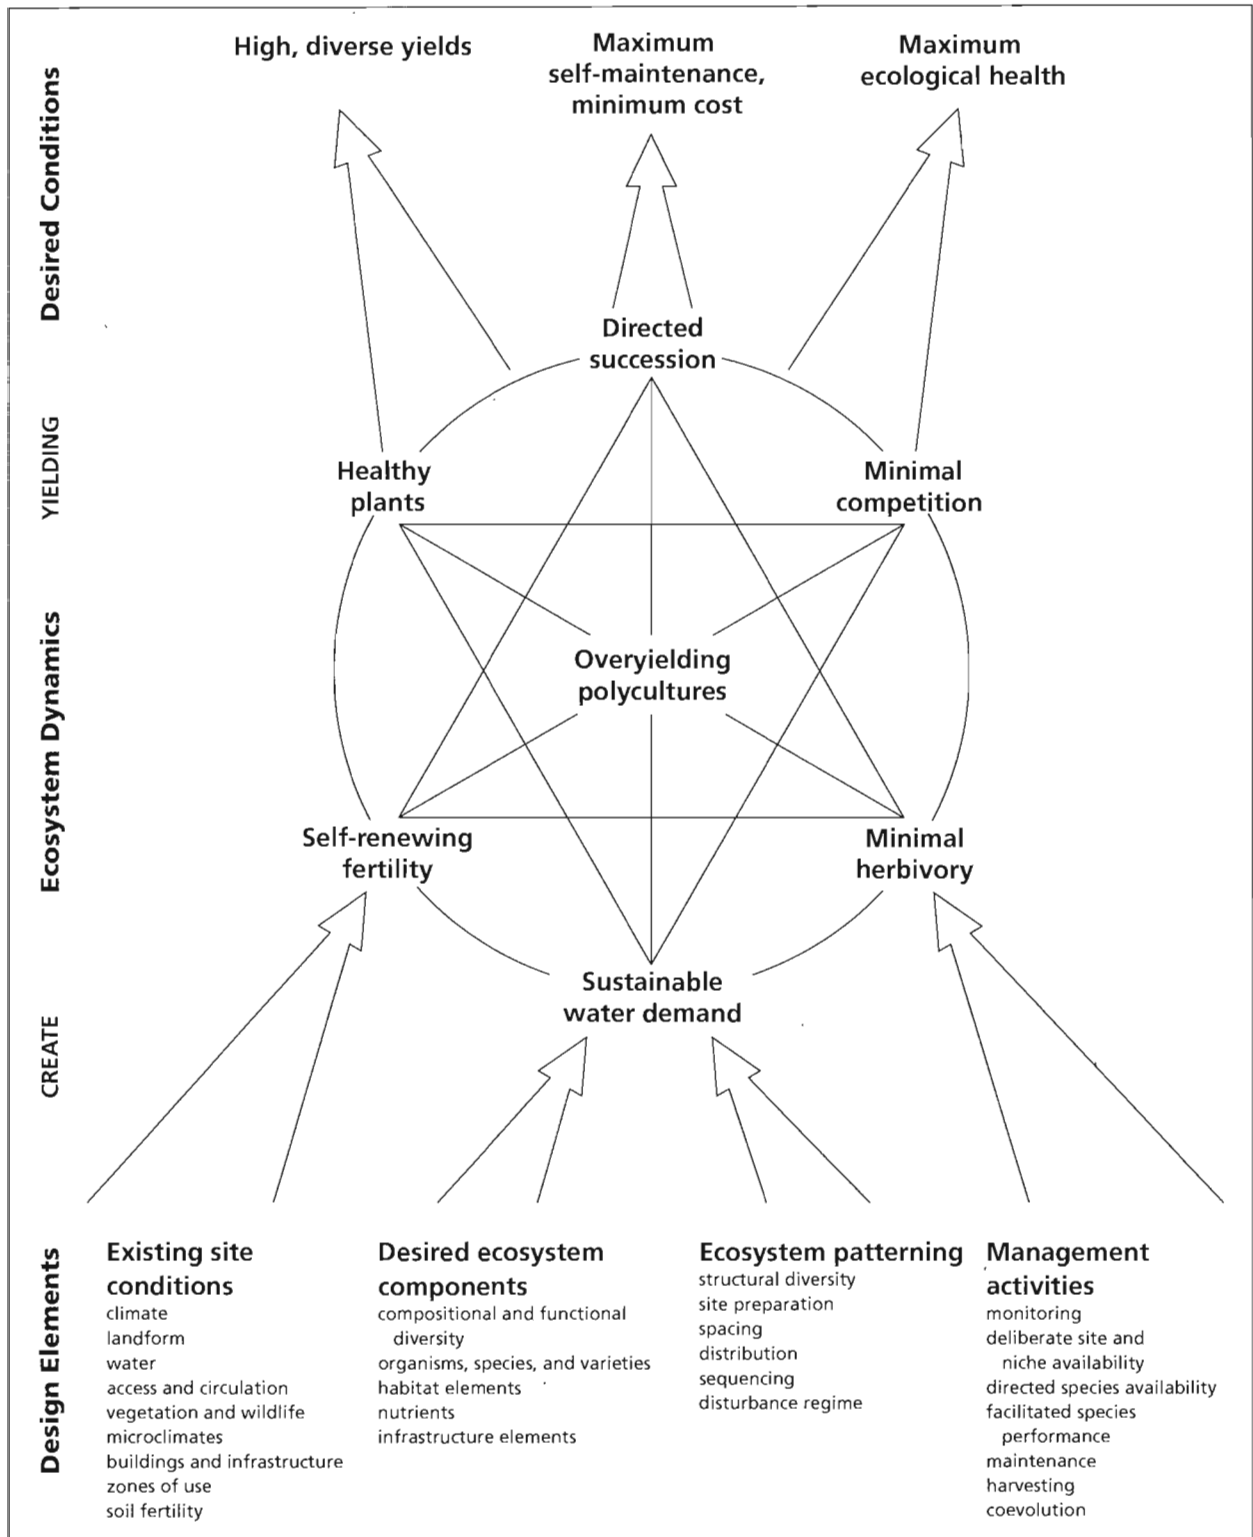 High, diverse yields
Maximum
self-maintenance,
minimum cost
Maximum
ecological health
Desired Conditions
Directed
succession
YIELDING
Healthy
plants
Minimal
competition
Overyielding
polycultures
Ecosystem Dynamics
Self-renewing
fertility
Minimal
herbivory
Sustainable
water demand
CREATE
Design Elements
Existing site
conditions
climate
landform
water
access and circulation
vegetation and wildlife
microclimates
buildings and infrastructure
zones of use
soil fertility
Desired ecosystem
components
compositional and functional
diversity
organisms, species, and varieties
habitat elements
nutrients
infrastructure elements
Ecosystem patterning
structural diversity
site preparation
spacing
distribution
sequencing
disturbance regime
Management
activities
monitoring
deliberate site and
niche availability
directed species availability
facilitated species
performance
maintenance
harvesting
coevolution